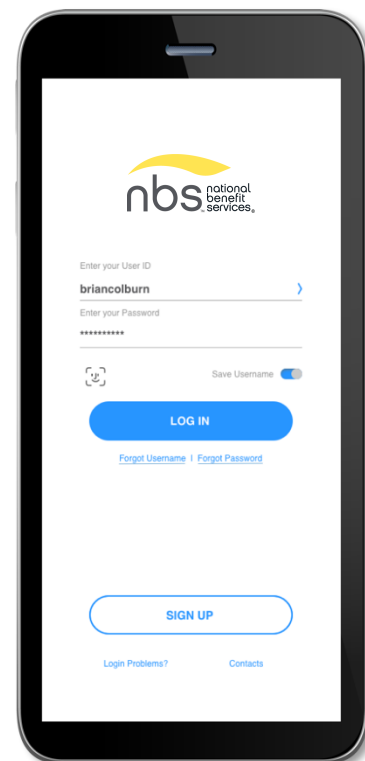 nbs national
benefit
services®
Enter your User ID
briancolburn
Enter your Password
**********
Save Username
LOG IN
Forgot Username | Forgot Password
SIGN UP
Login Problems? Contacts